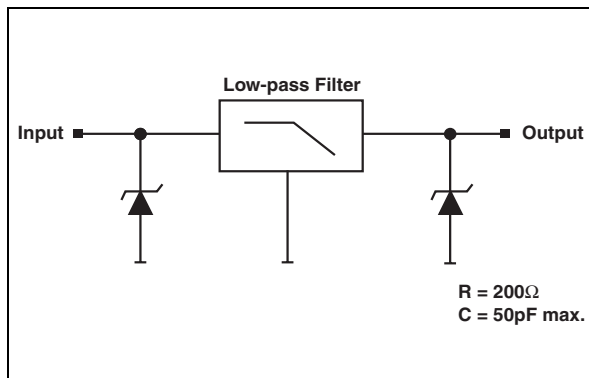 Low-pass Filter
Input
Output
R = 200Ω
C = 50pF max.